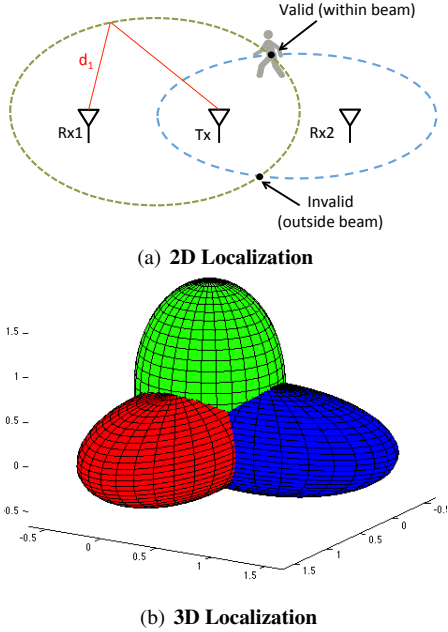 Valid (within beam)
d1
Rx1
Tx
Rx2
Invalid
(outside beam)
(a) 2D Localization
1.5
1
0.5
0
-0.5
-0.5
0
0.5
1
1.5
-0.5
0
0.5
1
1.5
(b) 3D Localization